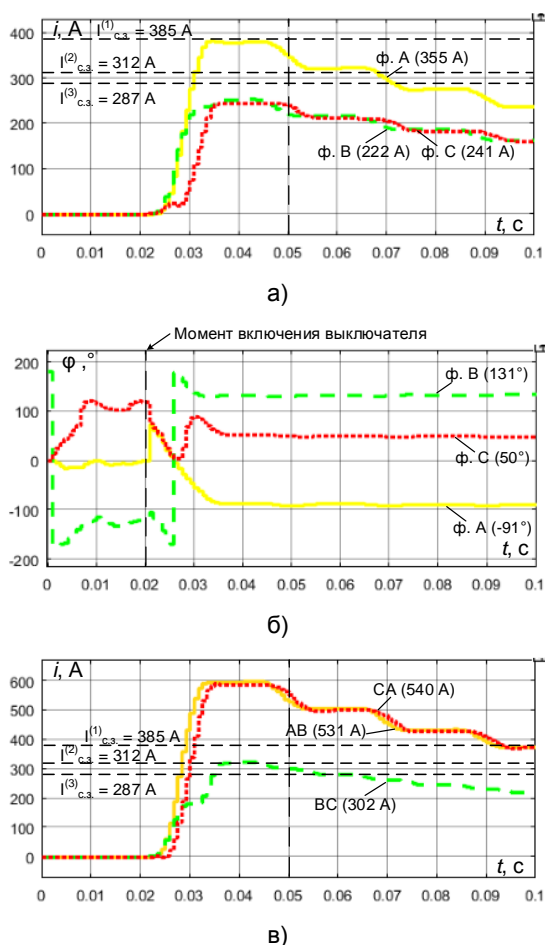 i, А
I⁽¹⁾с.з. = 385 А
400
I⁽²⁾с.з. = 312 А
ф. А (355 А)
300
I⁽³⁾с.з. = 287 А
200
ф. В (222 А)
ф. С (241 А)
100
0
t, с
0 0.01 0.02 0.03 0.04 0.05 0.06 0.07 0.08 0.09 0.1
а)
Момент включения выключателя
200
φ ,°
ф. В (131°)
100
ф. С (50°)
0
-100
ф. А (-91°)
t, с
-200
0 0.01 0.02 0.03 0.04 0.05 0.06 0.07 0.08 0.09 0.1
б)
i, А
600
СА (540 А)
500
АВ (531 А)
I⁽¹⁾с.з. = 385 А
400
I⁽²⁾с.з. = 312 А
300
I⁽³⁾с.з. = 287 А
200
ВС (302 А)
100
0
t, с
0 0.01 0.02 0.03 0.04 0.05 0.06 0.07 0.08 0.09 0.1
в)